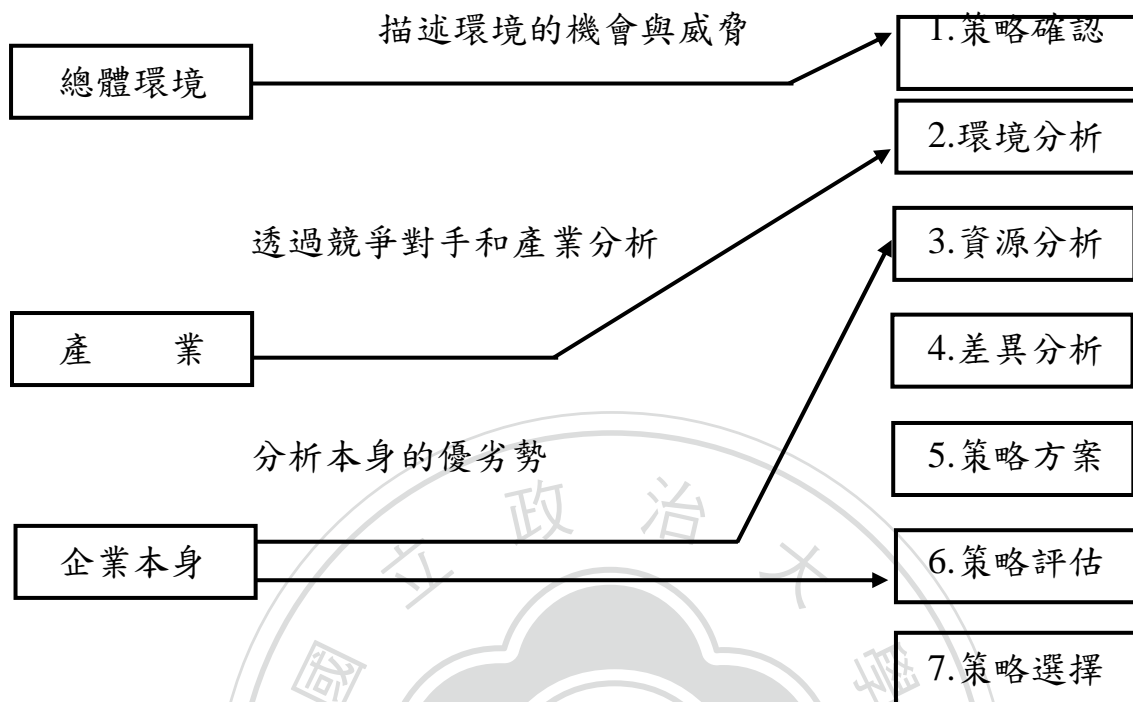 描述環境的機會與威脅
1.策略確認
總體環境
2.環境分析
透過競爭對手和產業分析
3.資源分析
產 業
4.差異分析
分析本身的優劣勢
5.策略方案
企業本身
6.策略評估
7.策略選擇
國立政治大學